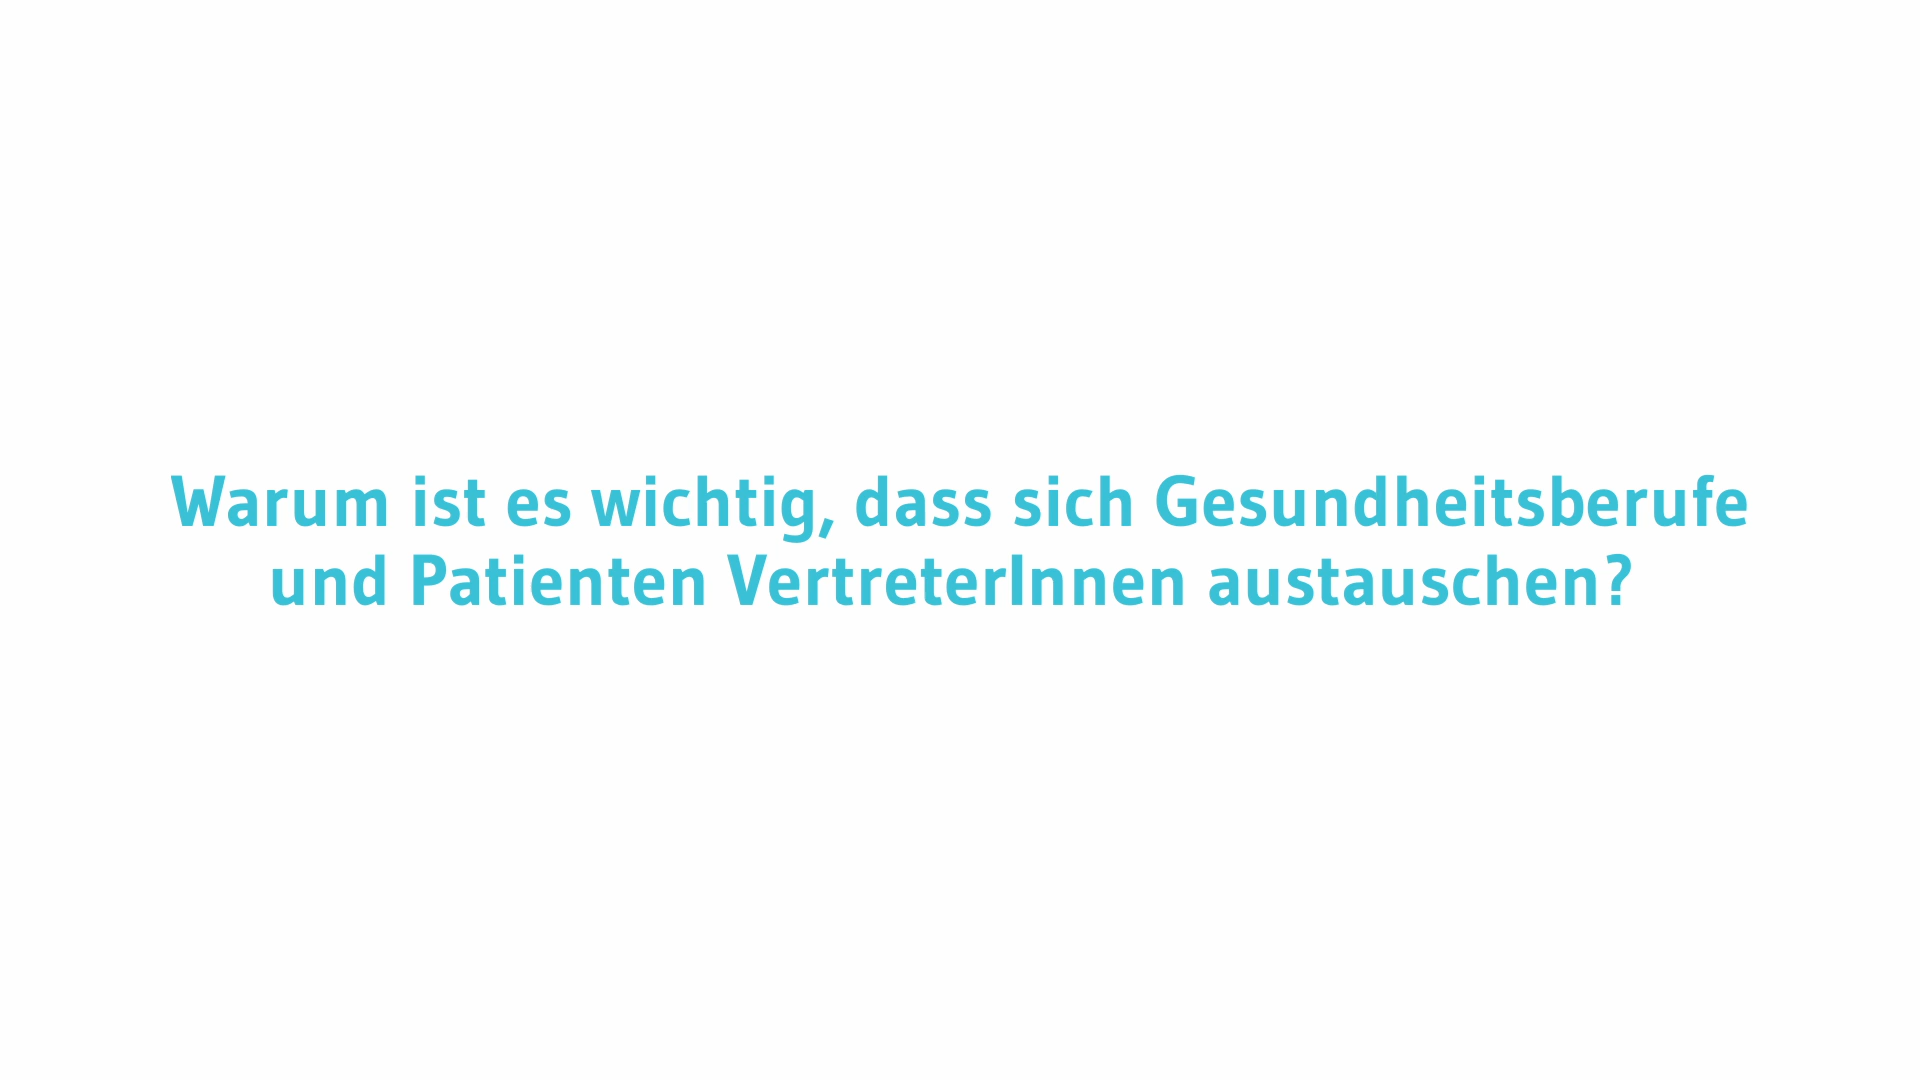 Warum ist es wichtig, dass sich Gesundheitsberufe
und Patienten VertreterInnen austauschen?